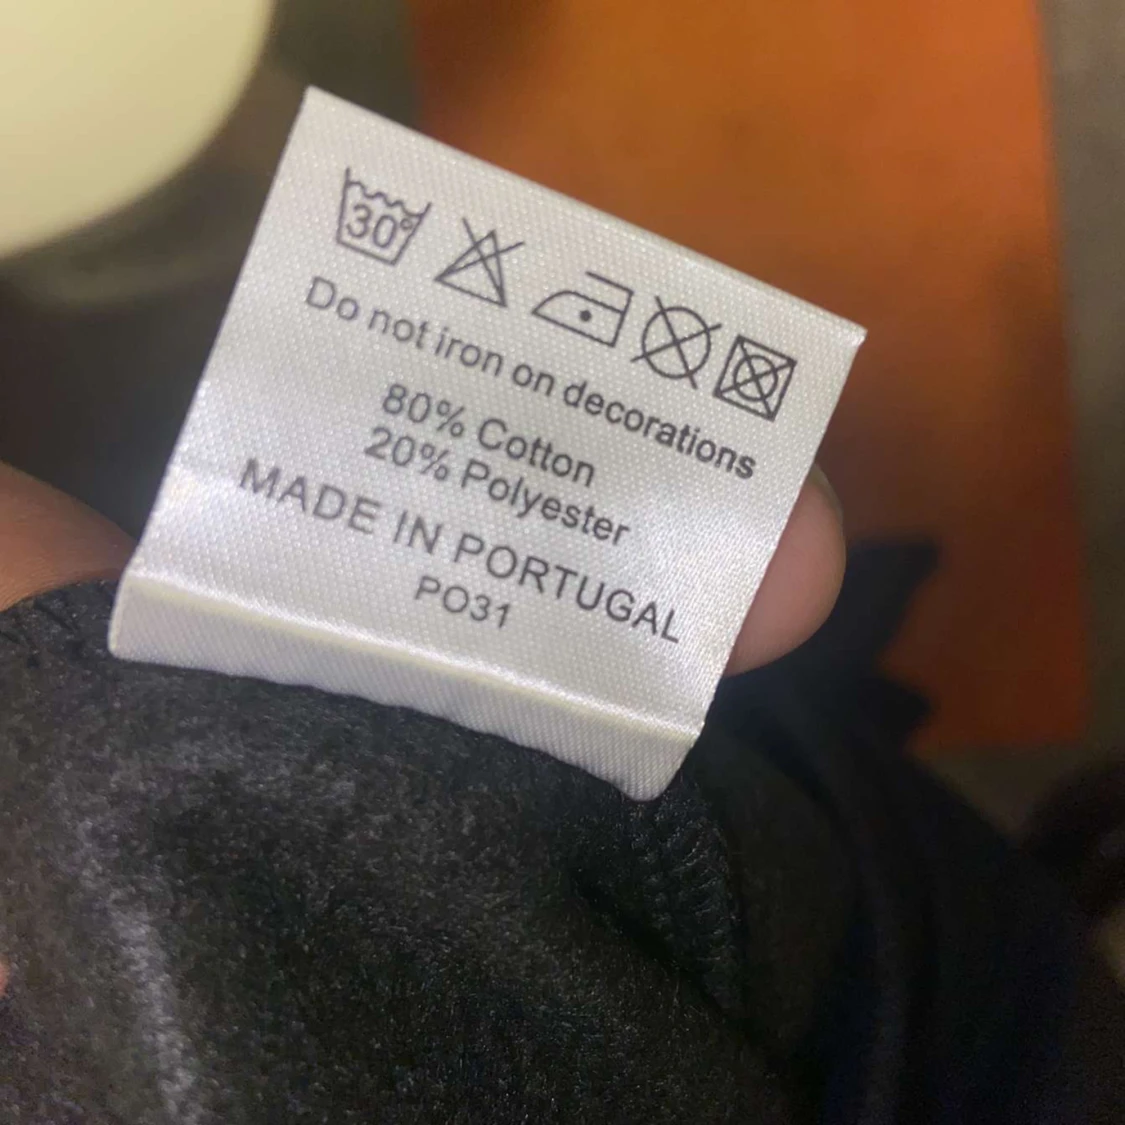 30°
Do not iron on decorations
80% Cotton
20% Polyester
MADE IN PORTUGAL
PO31